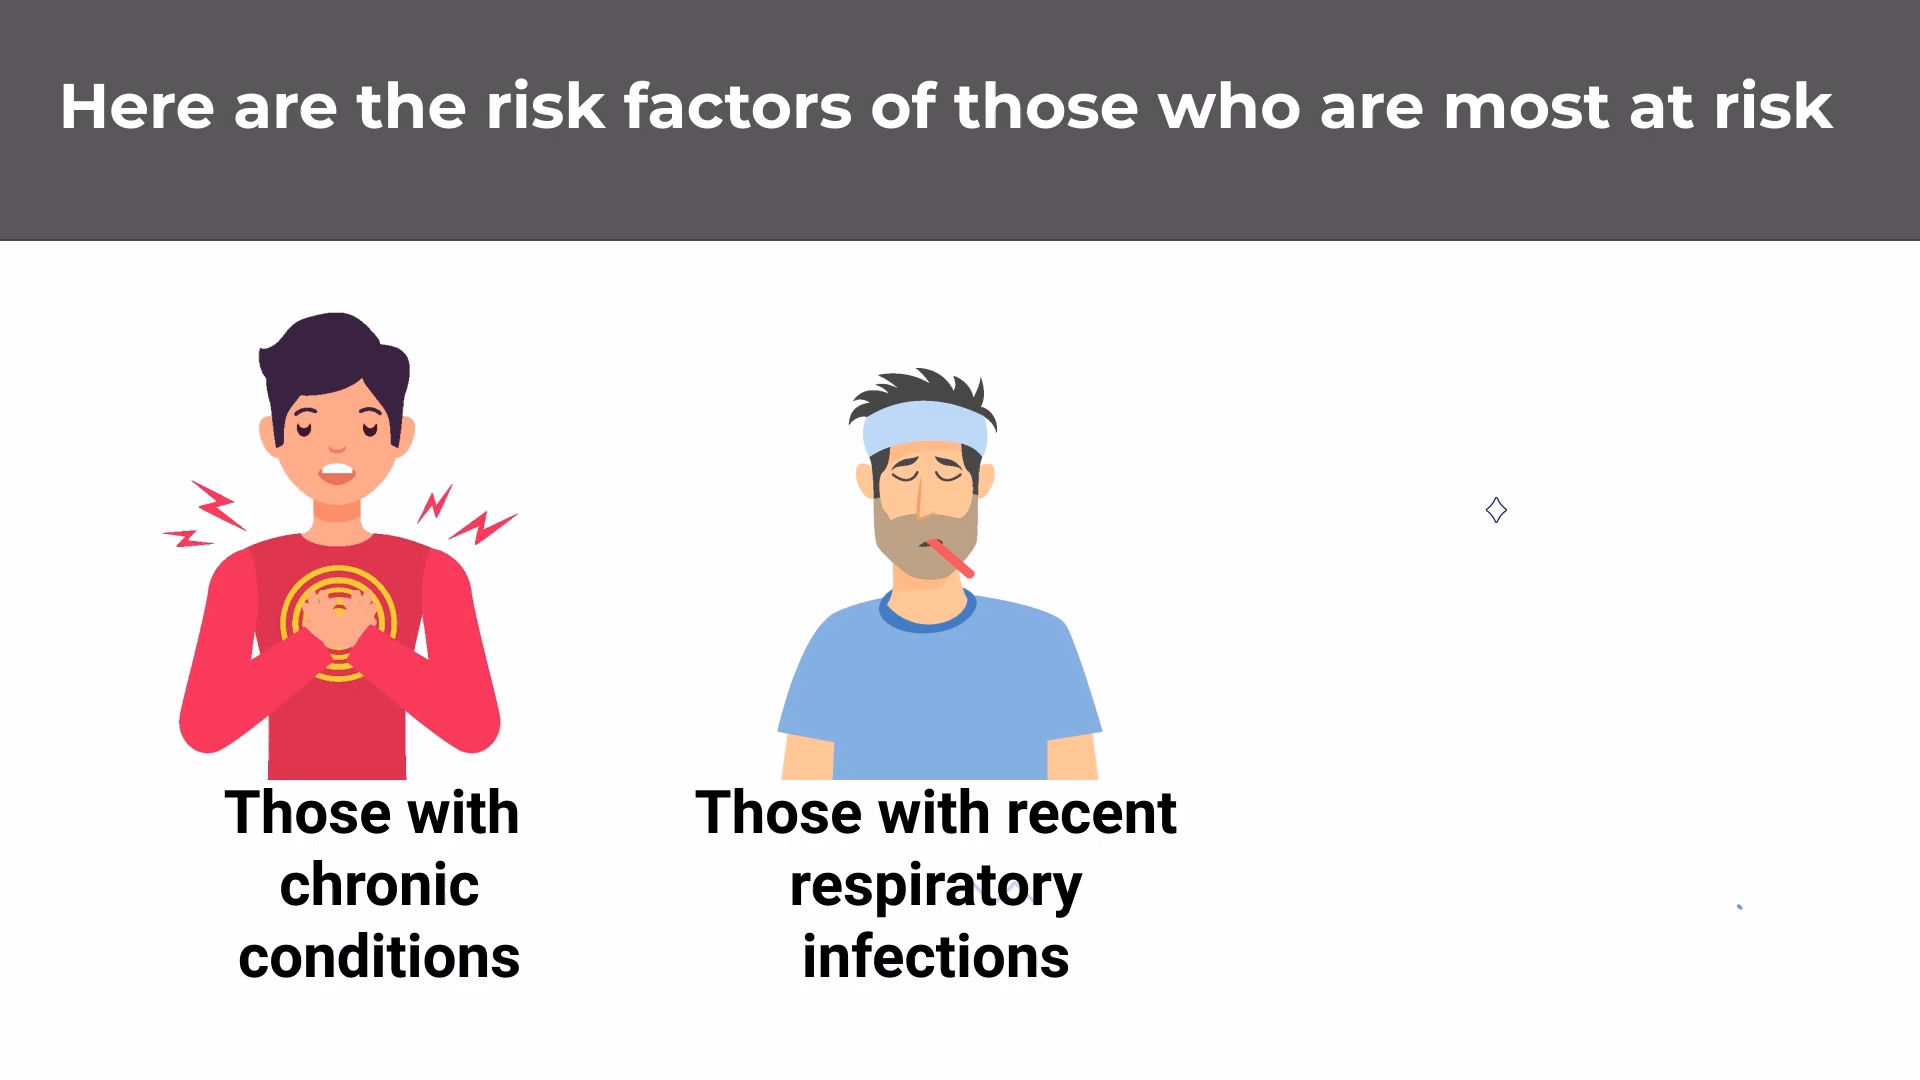 Here are the risk factors of those who are most at risk
Those with
chronic
conditions
Those with recent
respiratory
infections